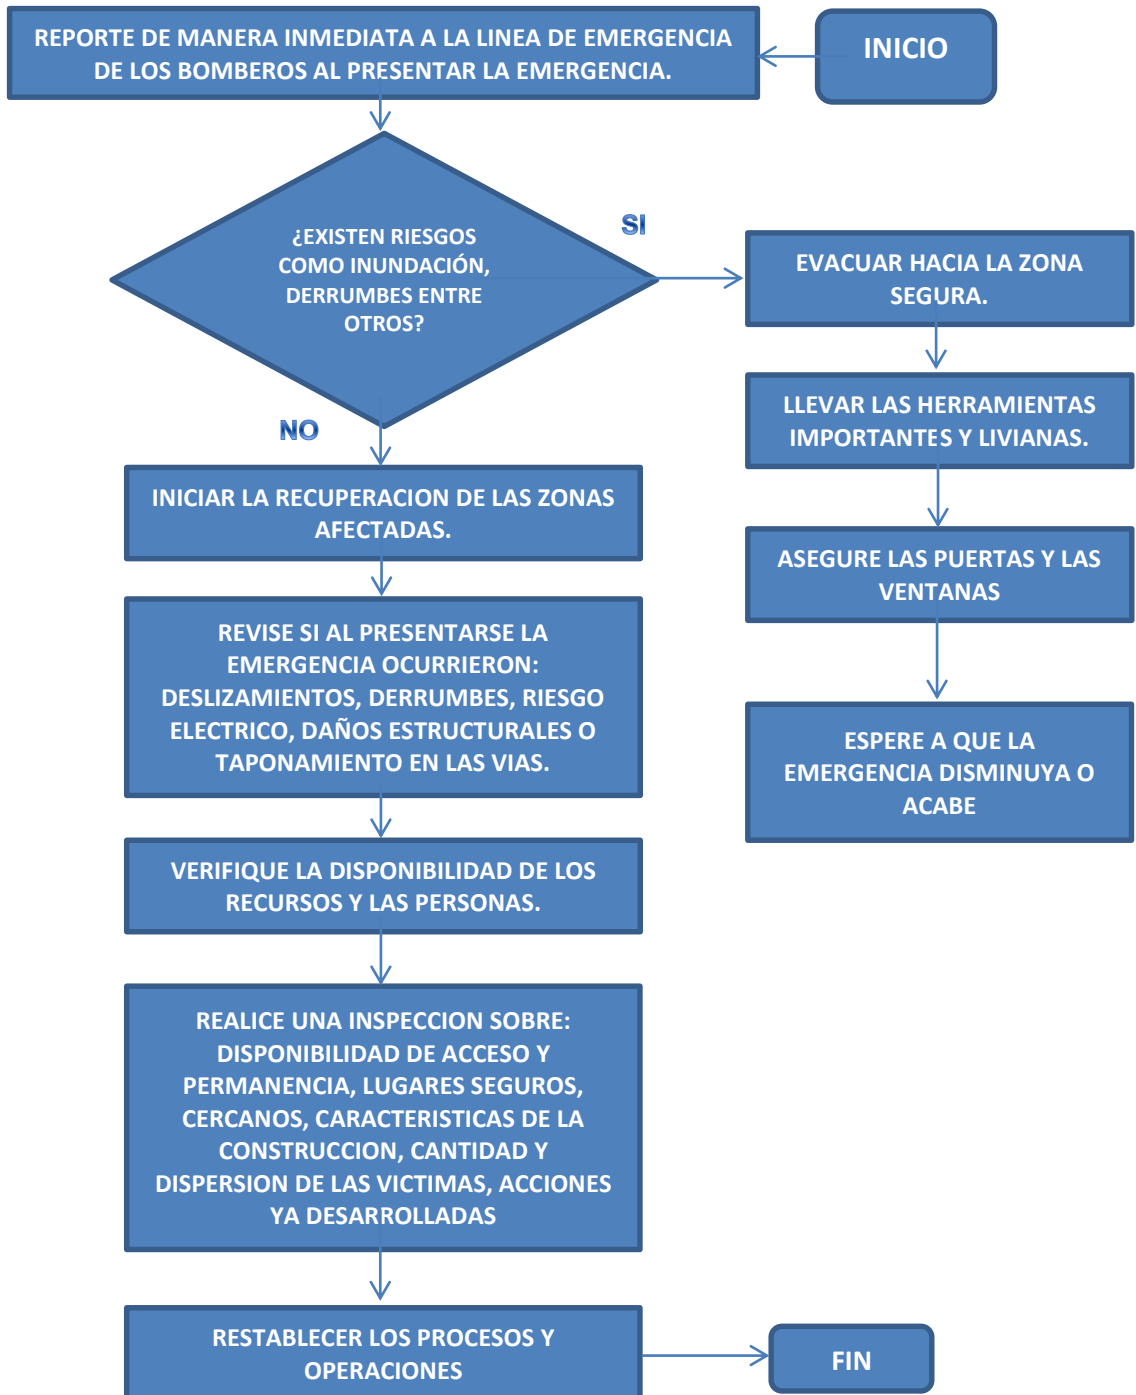 INICIO
REPORTE DE MANERA INMEDIATA A LA LINEA DE EMERGENCIA
DE LOS BOMBEROS AL PRESENTAR LA EMERGENCIA.
¿EXISTEN RIESGOS
COMO INUNDACIÓN,
DERRUMBES ENTRE
OTROS?
SI
EVACUAR HACIA LA ZONA
SEGURA.
LLEVAR LAS HERRAMIENTAS
IMPORTANTES Y LIVIANAS.
ASEGURE LAS PUERTAS Y LAS
VENTANAS
ESPERE A QUE LA
EMERGENCIA DISMINUYA O
ACABE
NO
INICIAR LA RECUPERACION DE LAS ZONAS
AFECTADAS.
REVISE SI AL PRESENTARSE LA
EMERGENCIA OCURRIERON:
DESLIZAMIENTOS, DERRUMBES, RIESGO
ELECTRICO, DAÑOS ESTRUCTURALES O
TAPONAMIENTO EN LAS VIAS.
VERIFIQUE LA DISPONIBILIDAD DE LOS
RECURSOS Y LAS PERSONAS.
REALICE UNA INSPECCION SOBRE:
DISPONIBILIDAD DE ACCESO Y
PERMANENCIA, LUGARES SEGUROS,
CERCANOS, CARACTERISTICAS DE LA
CONSTRUCCION, CANTIDAD Y
DISPERSION DE LAS VICTIMAS, ACCIONES
YA DESARROLLADAS
RESTABLECER LOS PROCESOS Y
OPERACIONES
FIN